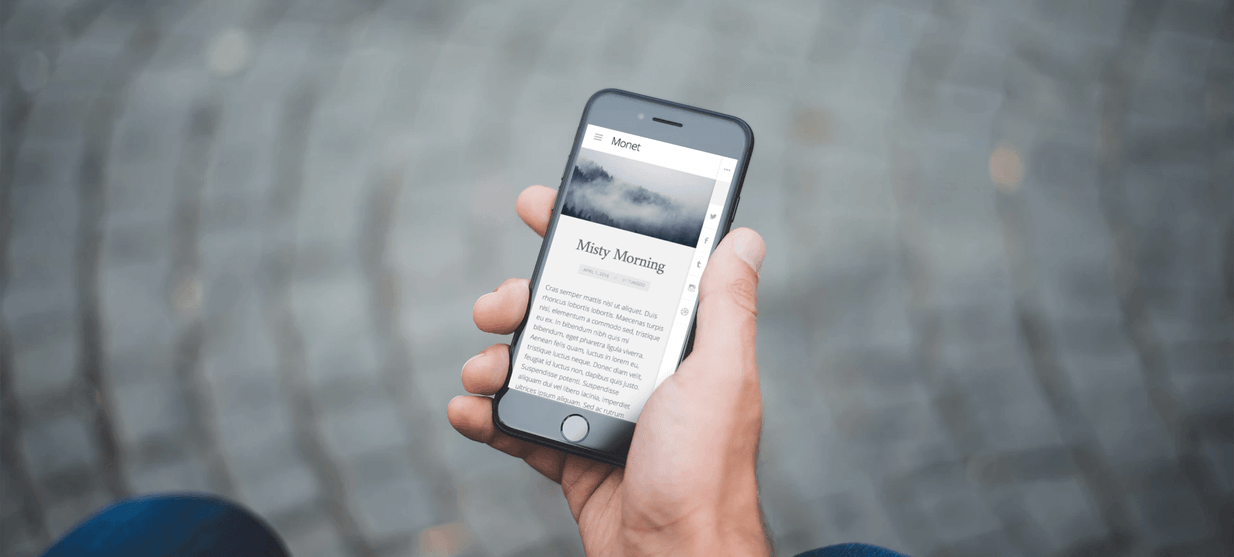 Monet
Misty Morning
APRIL 1, 2016
Cras semper mattis nisl ut aliquet. Duis
rhoncus lobortis lobortis. Maecenas turpis
nisi, elementum a commodo sed, tristique
eu ex. In bibendum nibh quis mi
bibendum, eget pharetra ligula viverra.
Aenean felis quam, luctus in lorem eu,
tristique luctus neque. Donec diam velit,
feugiat id luctus non, dapibus quis justo.
Suspendisse potenti. Suspendisse
aliquam dui vel libero lacinia, imperdiet
ultrices ipsum aliquam. Sed ac rutrum